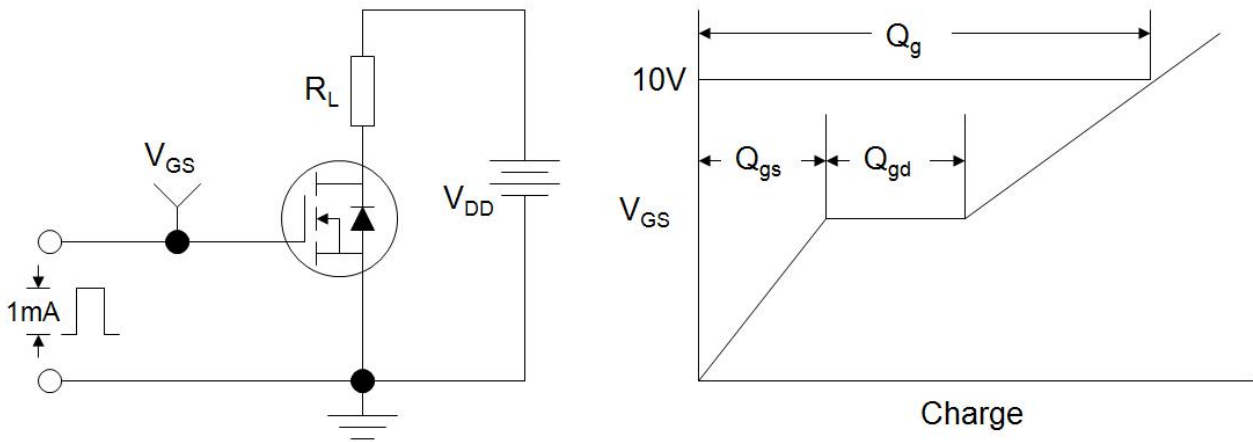 R_L
V_GS
V_DD
1mA
Q_g
10V
Q_gs
Q_gd
V_GS
Charge